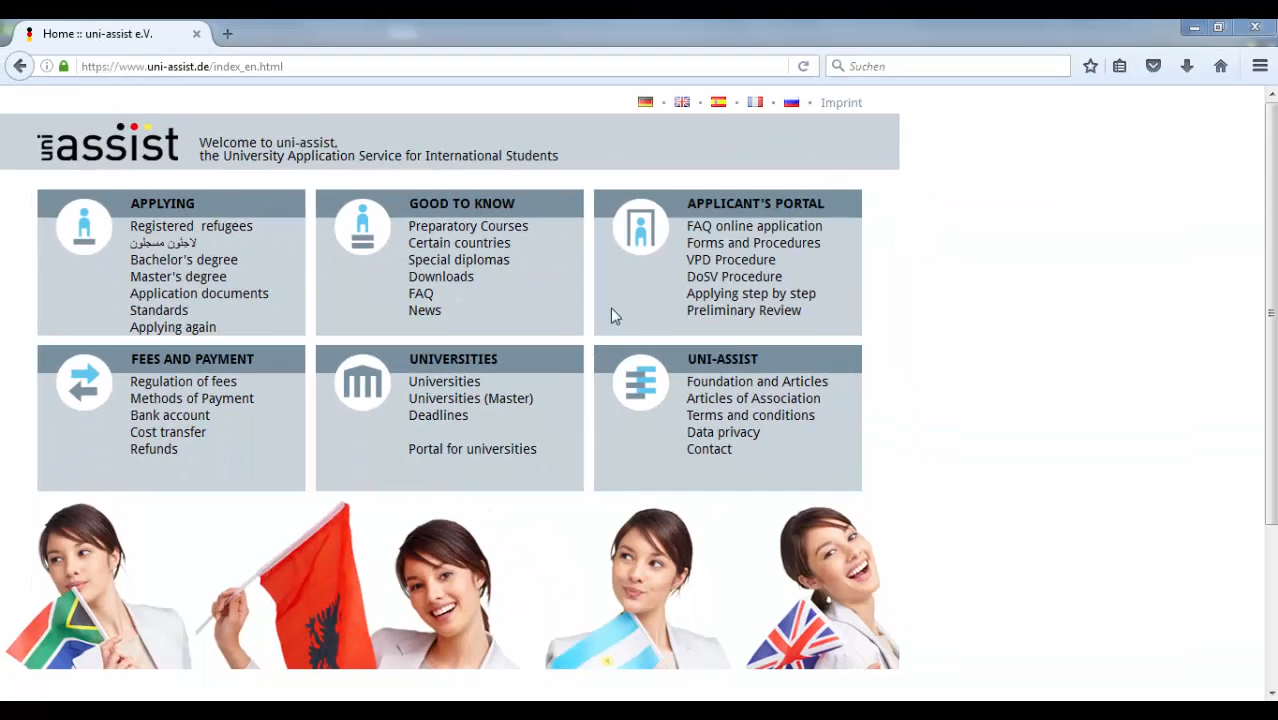 Home :: uni-assist e.V.
https://www.uni-assist.de/index_en.html
Suchen
Imprint
uni assist
Welcome to uni-assist,
the University Application Service for International Students
APPLYING
Registered refugees
لاجئون مسجلون
Bachelor's degree
Master's degree
Application documents
Standards
Applying again
GOOD TO KNOW
Preparatory Courses
Certain countries
Special diplomas
Downloads
FAQ
News
APPLICANT'S PORTAL
FAQ online application
Forms and Procedures
VPD Procedure
DoSV Procedure
Applying step by step
Preliminary Review
FEES AND PAYMENT
Regulation of fees
Methods of Payment
Bank account
Cost transfer
Refunds
UNIVERSITIES
Universities
Universities (Master)
Deadlines
Portal for universities
UNI-ASSIST
Foundation and Articles
Articles of Association
Terms and conditions
Data privacy
Contact